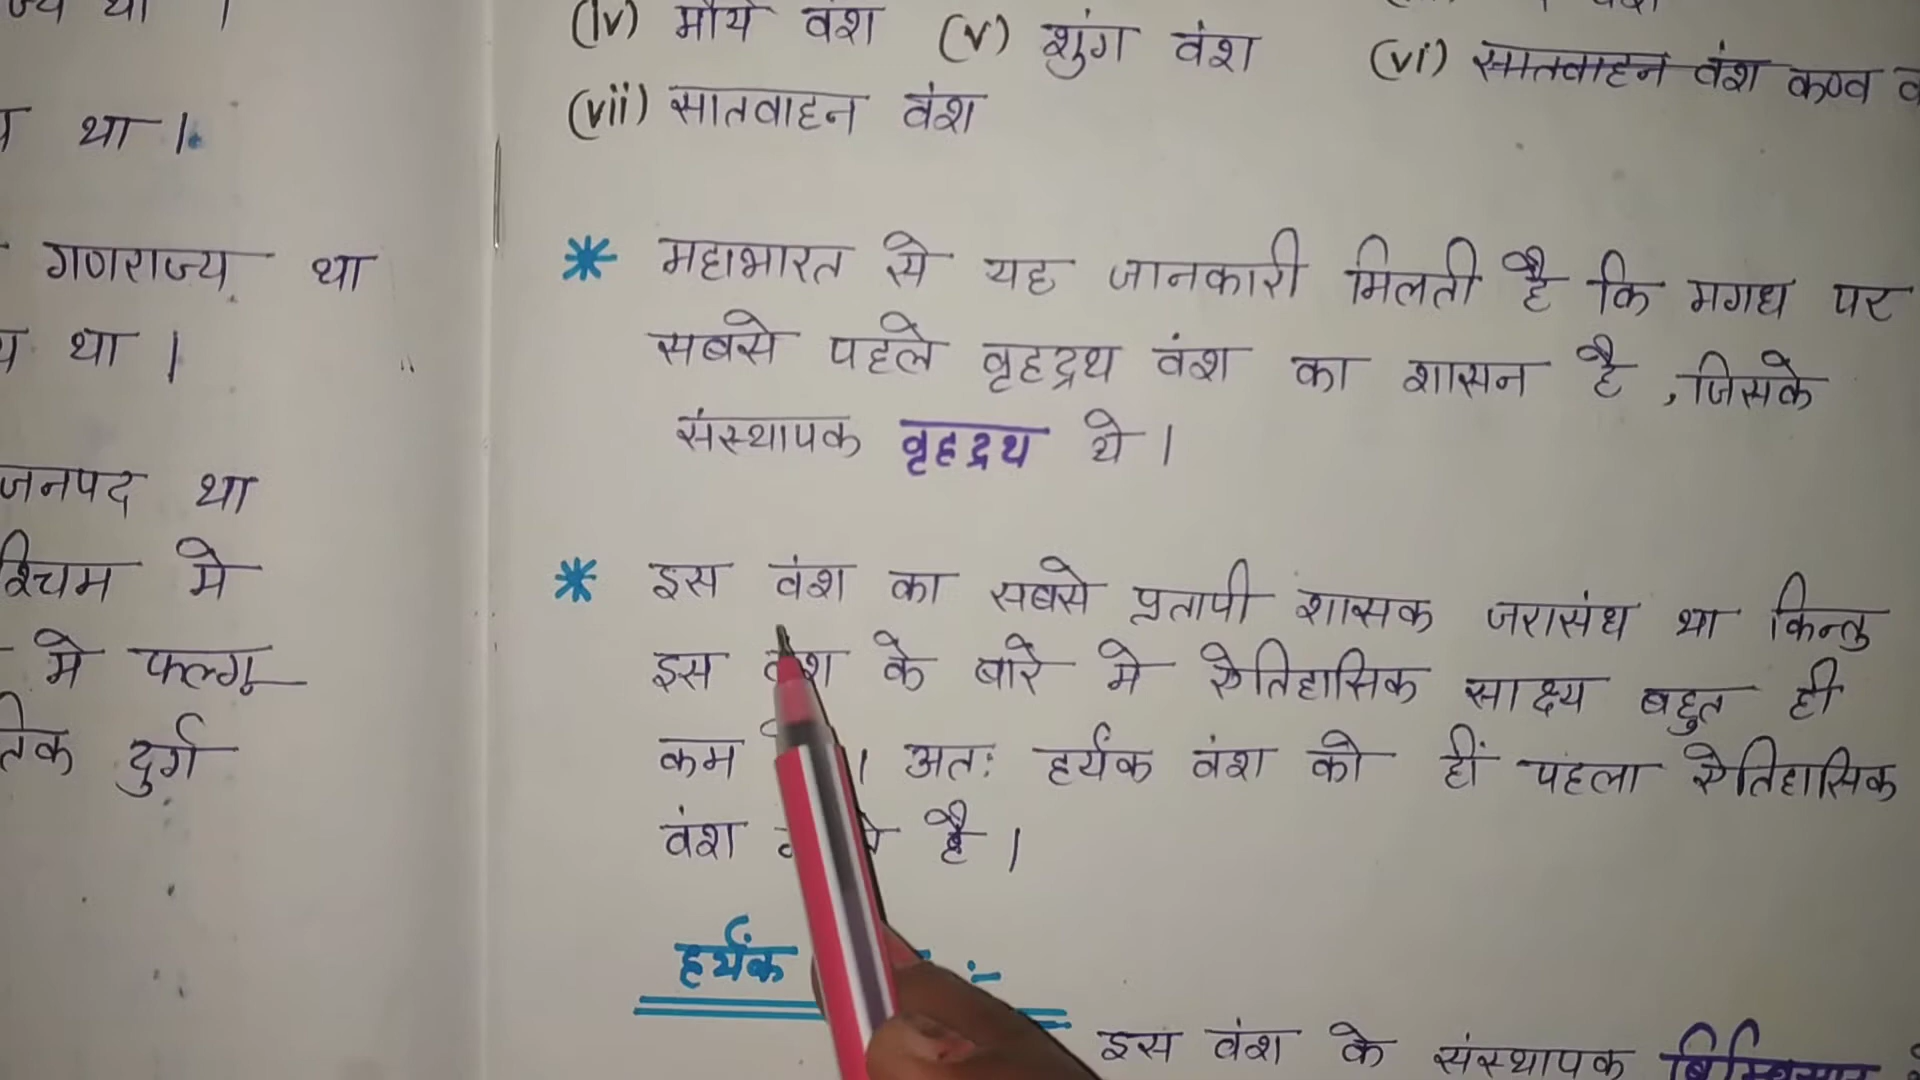 था ।
था ।
गणराज्य था
था ।
जनपद था
मे
मे फल्गू
दुर्ग
(iv) मौर्य वंश (v) शुंग वंश (vi) सातवाहन वंश कण्व
(vii) सातवाहन वंश
* महाभारत से यह जानकारी मिलती है कि मगध पर
सबसे पहले वृहद्रथ वंश का शासन है , जिसके
संस्थापक वृहद्रथ थे ।
* इस वंश का सबसे प्रतापी शासक जरासंध था किन्तु
इस वंश के बारे मे ऐतिहासिक साक्ष्य बहुत ही
कम । अतः हर्यक वंश को हीं पहला ऐतिहासिक
वंश है ।
हर्यंक :-
इस वंश के संस्थापक बिम्बिसार